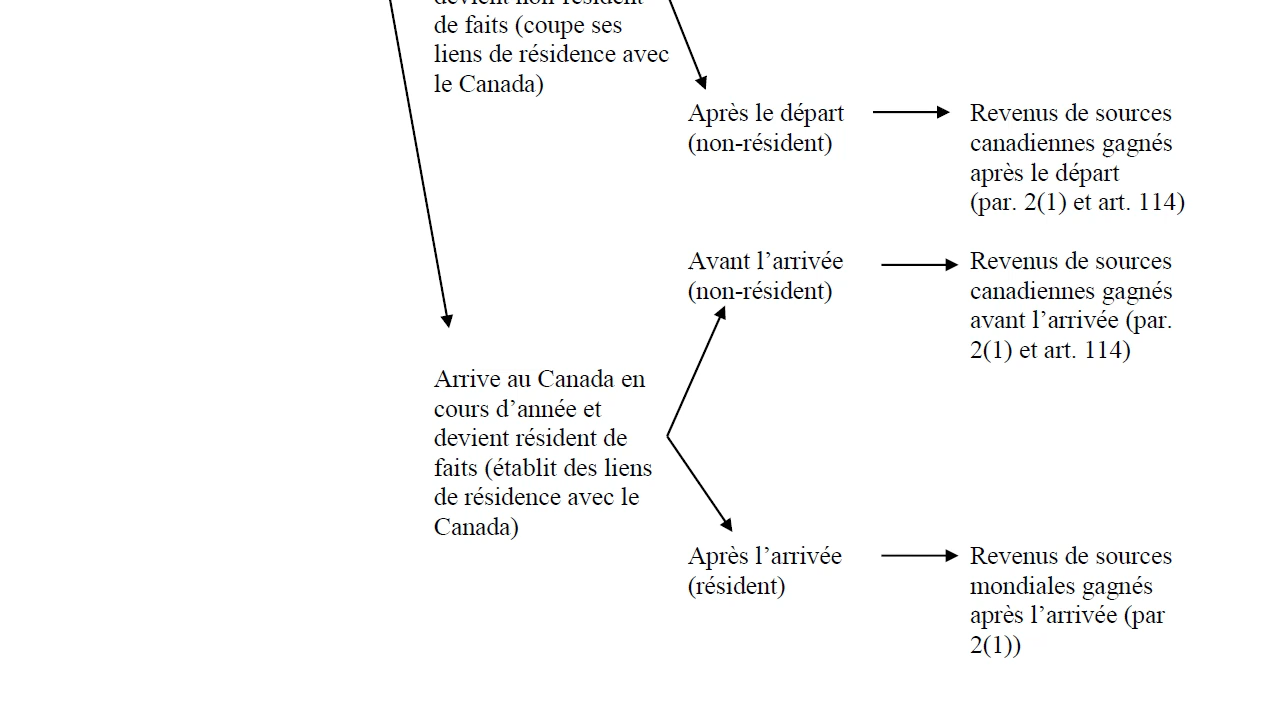 devient non-résident
de faits (coupe ses
liens de résidence avec
le Canada)
Après le départ
(non-résident)
Revenus de sources
canadiennes gagnés
après le départ
(par. 2(1) et art. 114)
Avant l’arrivée
(non-résident)
Revenus de sources
canadiennes gagnés
avant l’arrivée (par.
2(1) et art. 114)
Arrive au Canada en
cours d’année et
devient résident de
faits (établit des liens
de résidence avec le
Canada)
Après l’arrivée
(résident)
Revenus de sources
mondiales gagnés
après l’arrivée (par
2(1))